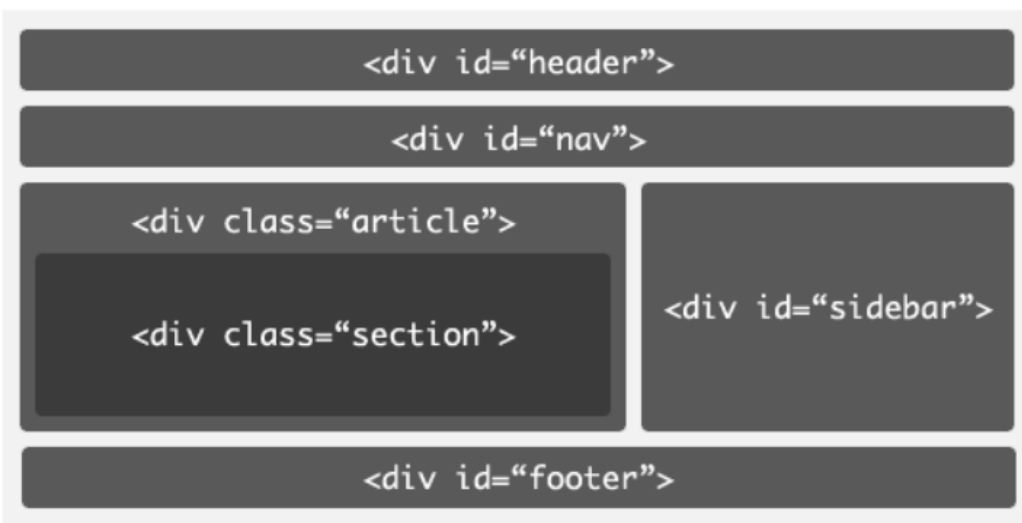 <div id=“header”>
<div id=“nav”>
<div class=“article”>
<div class=“section”>
<div id=“sidebar”>
<div id=“footer”>